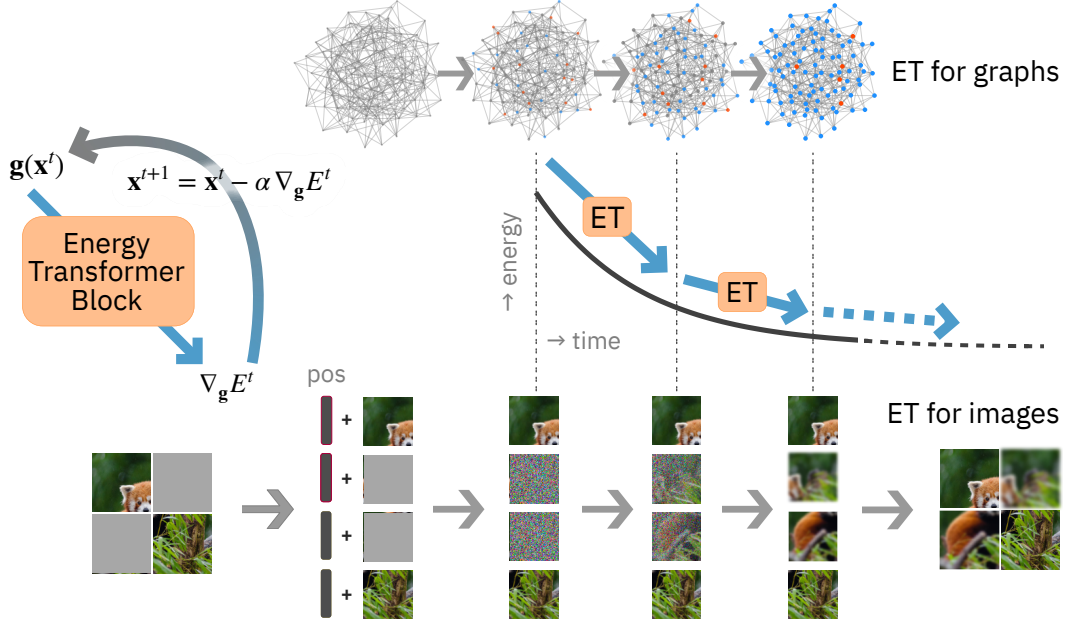 ET for graphs
g(x^t)
x^{t+1} = x^t − α ∇_g E^t
Energy
Transformer
Block
∇_g E^t
→ energy
ET
ET
→ time
pos
ET for images
+
+
+
+